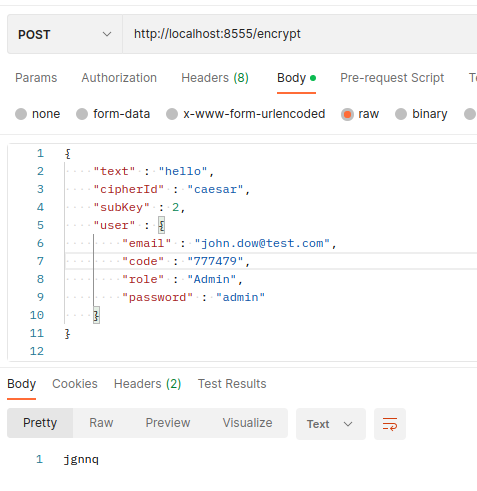 POST http://localhost:8555/encrypt
Params Authorization Headers (8) Body Pre-request Script
none form-data x-www-form-urlencoded raw binary
1 {
2 "text" : "hello",
3 "cipherId" : "caesar",
4 "subKey" : 2,
5 "user" : {
6 "email" : "john.dow@test.com",
7 "code" : "777479",
8 "role" : "Admin",
9 "password" : "admin"
10 }
11 }
12
Body Cookies Headers (2) Test Results
Pretty Raw Preview Visualize Text
1 jgnnq